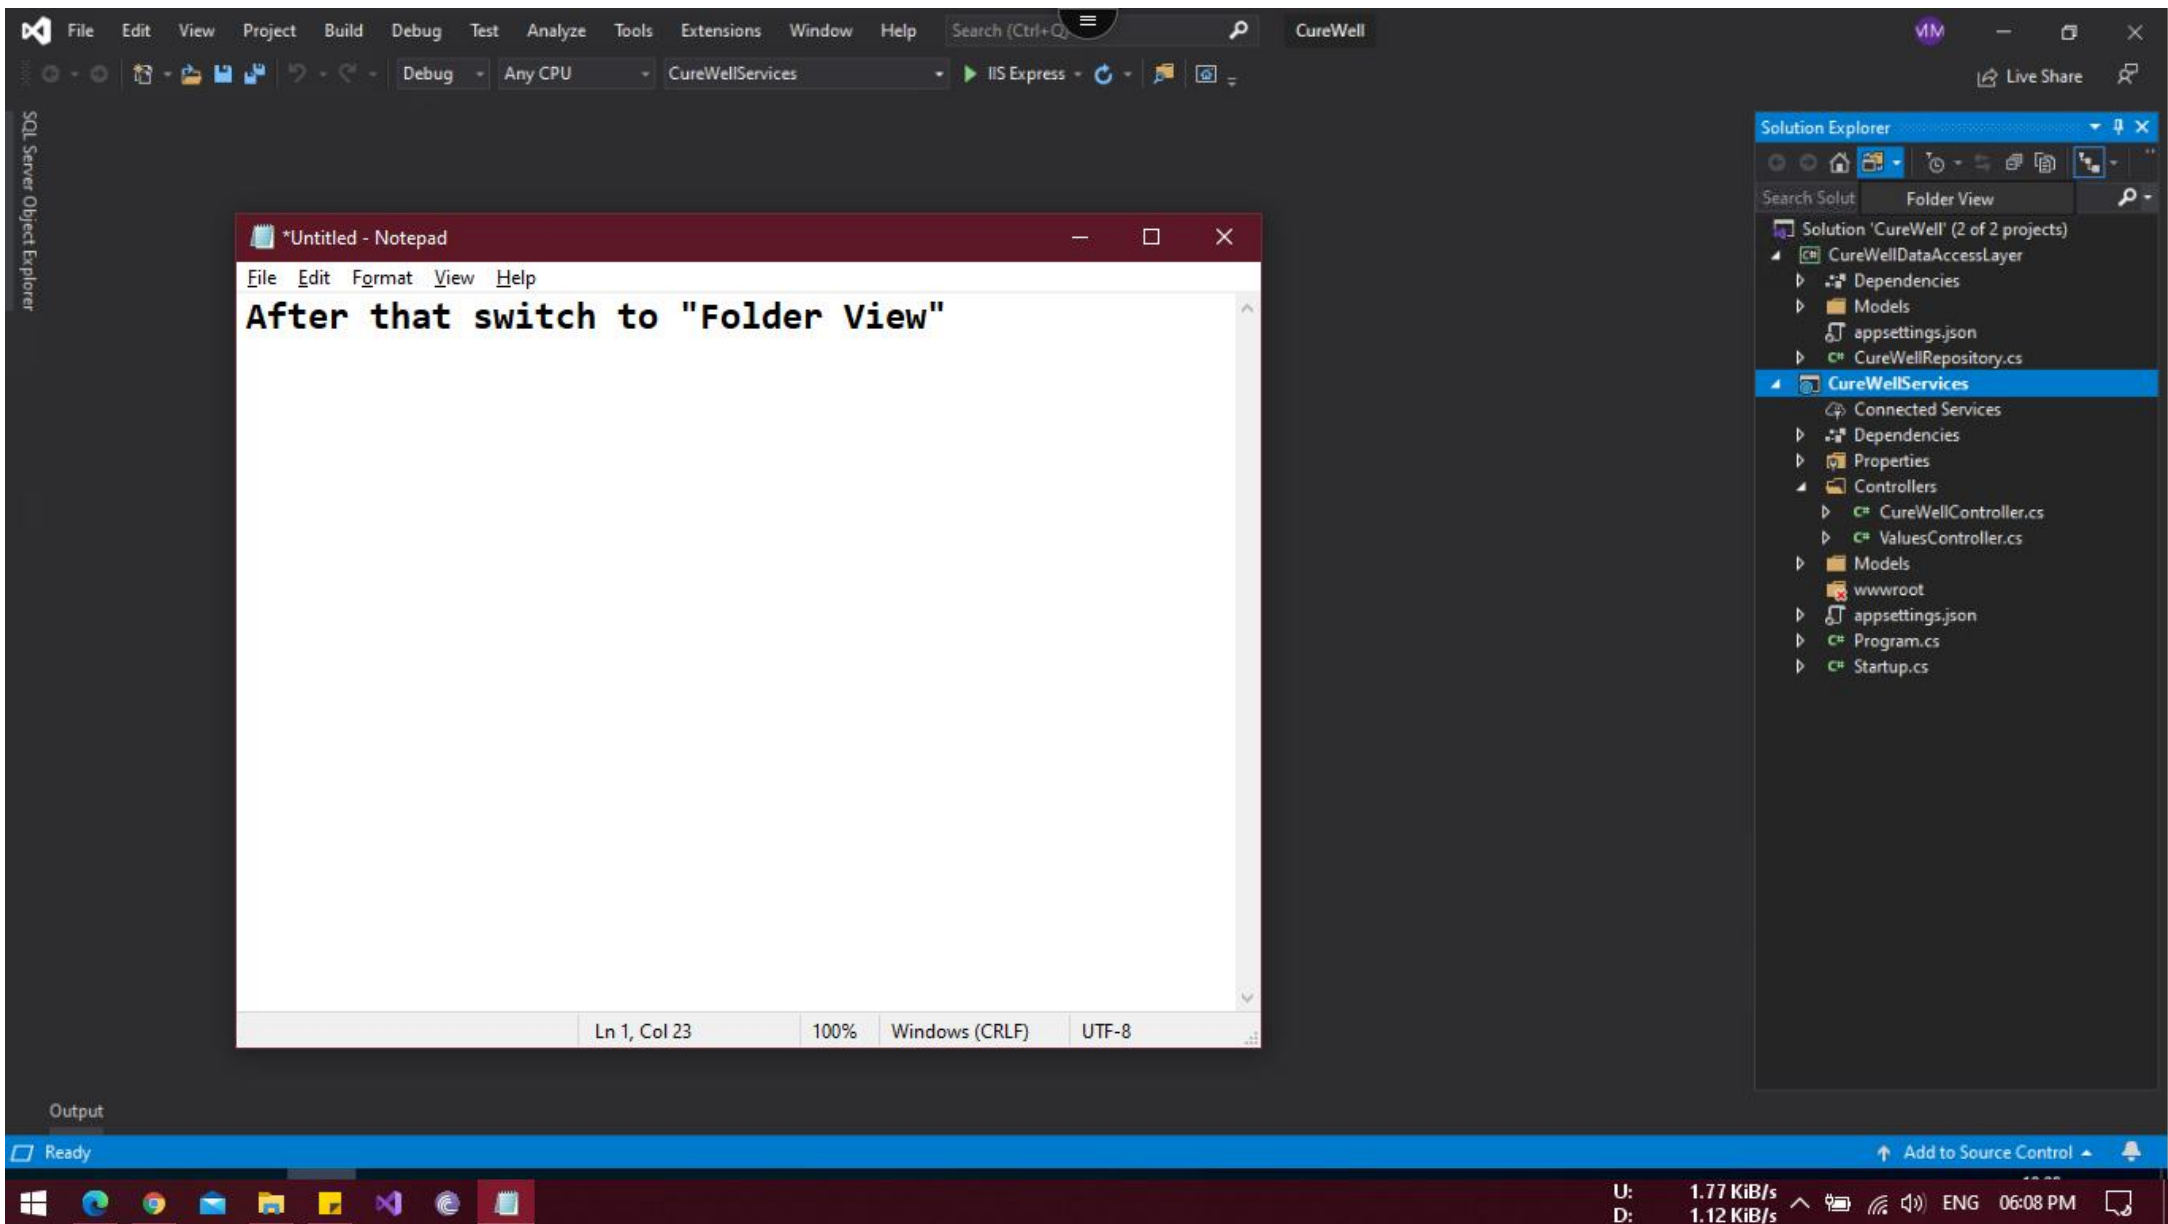 File Edit View Project Build Debug Test Analyze Tools Extensions Window Help Search (Ctrl+Q) CureWell MM
Debug Any CPU CureWellServices IIS Express Live Share
SQL Server Object Explorer
Solution Explorer
Search Solut Folder View
Solution 'CureWell' (2 of 2 projects)
CureWellDataAccessLayer
Dependencies
Models
appsettings.json
C# CureWellRepository.cs
CureWellServices
Connected Services
Dependencies
Properties
Controllers
C# CureWellController.cs
C# ValuesController.cs
Models
wwwroot
appsettings.json
C# Program.cs
C# Startup.cs
*Untitled - Notepad
File Edit Format View Help
After that switch to "Folder View"
Ln 1, Col 23 100% Windows (CRLF) UTF-8
Output
Ready Add to Source Control
U: 1.77 KiB/s
D: 1.12 KiB/s
ENG 06:08 PM